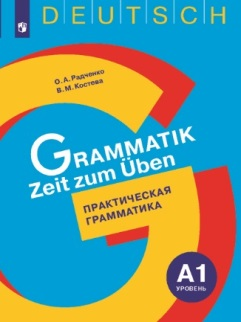 DEUTSCH
О. А. Радченко
В. М. Костева
GRAMMATIK
Zeit zum Üben
ПРАКТИЧЕСКАЯ
ГРАММАТИКА
A1
УРОВЕНЬ